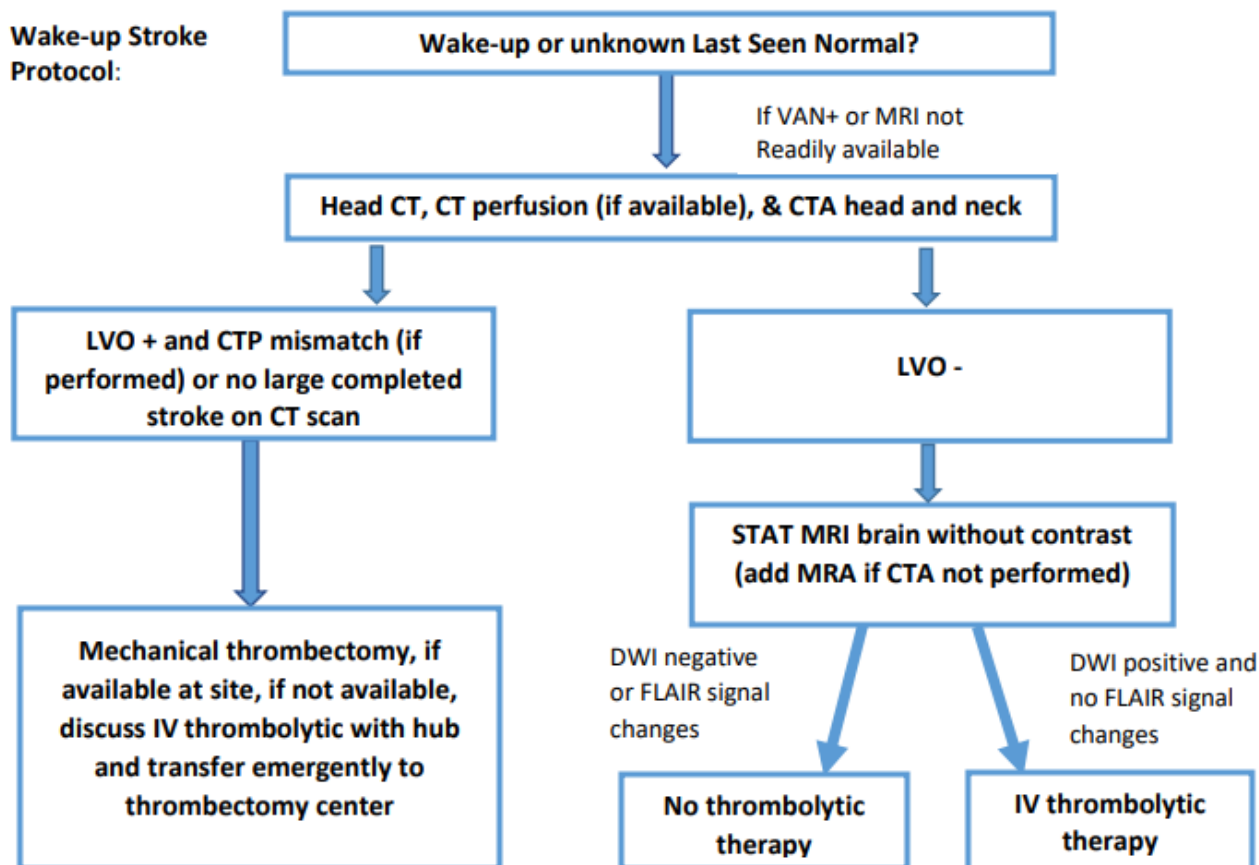 Wake-up Stroke
Protocol:
Wake-up or unknown Last Seen Normal?
If VAN+ or MRI not
Readily available
Head CT, CT perfusion (if available), & CTA head and neck
LVO + and CTP mismatch (if
performed) or no large completed
stroke on CT scan
LVO -
STAT MRI brain without contrast
(add MRA if CTA not performed)
Mechanical thrombectomy, if
available at site, if not available,
discuss IV thrombolytic with hub
and transfer emergently to
thrombectomy center
DWI negative
or FLAIR signal
changes
DWI positive and
no FLAIR signal
changes
No thrombolytic
therapy
IV thrombolytic
therapy